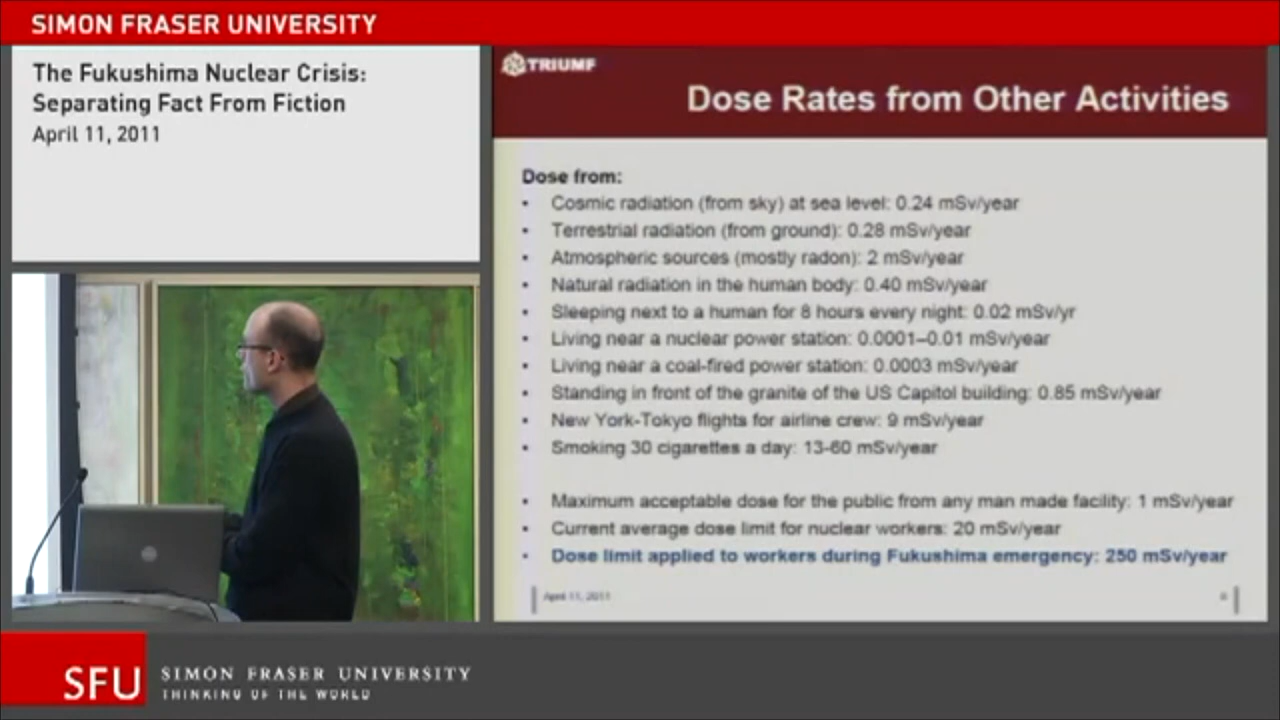 SIMON FRASER UNIVERSITY
The Fukushima Nuclear Crisis:
Separating Fact From Fiction
April 11, 2011
TRIUMF
Dose Rates from Other Activities
Dose from:
• Cosmic radiation (from sky) at sea level: 0.24 mSv/year
• Terrestrial radiation (from ground): 0.28 mSv/year
• Atmospheric sources (mostly radon): 2 mSv/year
• Natural radiation in the human body: 0.40 mSv/year
• Sleeping next to a human for 8 hours every night: 0.02 mSv/yr
• Living near a nuclear power station: 0.0001–0.01 mSv/year
• Living near a coal-fired power station: 0.0003 mSv/year
• Standing in front of the granite of the US Capitol building: 0.85 mSv/year
• New York-Tokyo flights for airline crew: 9 mSv/year
• Smoking 30 cigarettes a day: 13-60 mSv/year
• Maximum acceptable dose for the public from any man made facility: 1 mSv/year
• Current average dose limit for nuclear workers: 20 mSv/year
• Dose limit applied to workers during Fukushima emergency: 250 mSv/year
April 11, 2011
SFU
SIMON FRASER UNIVERSITY
THINKING OF THE WORLD